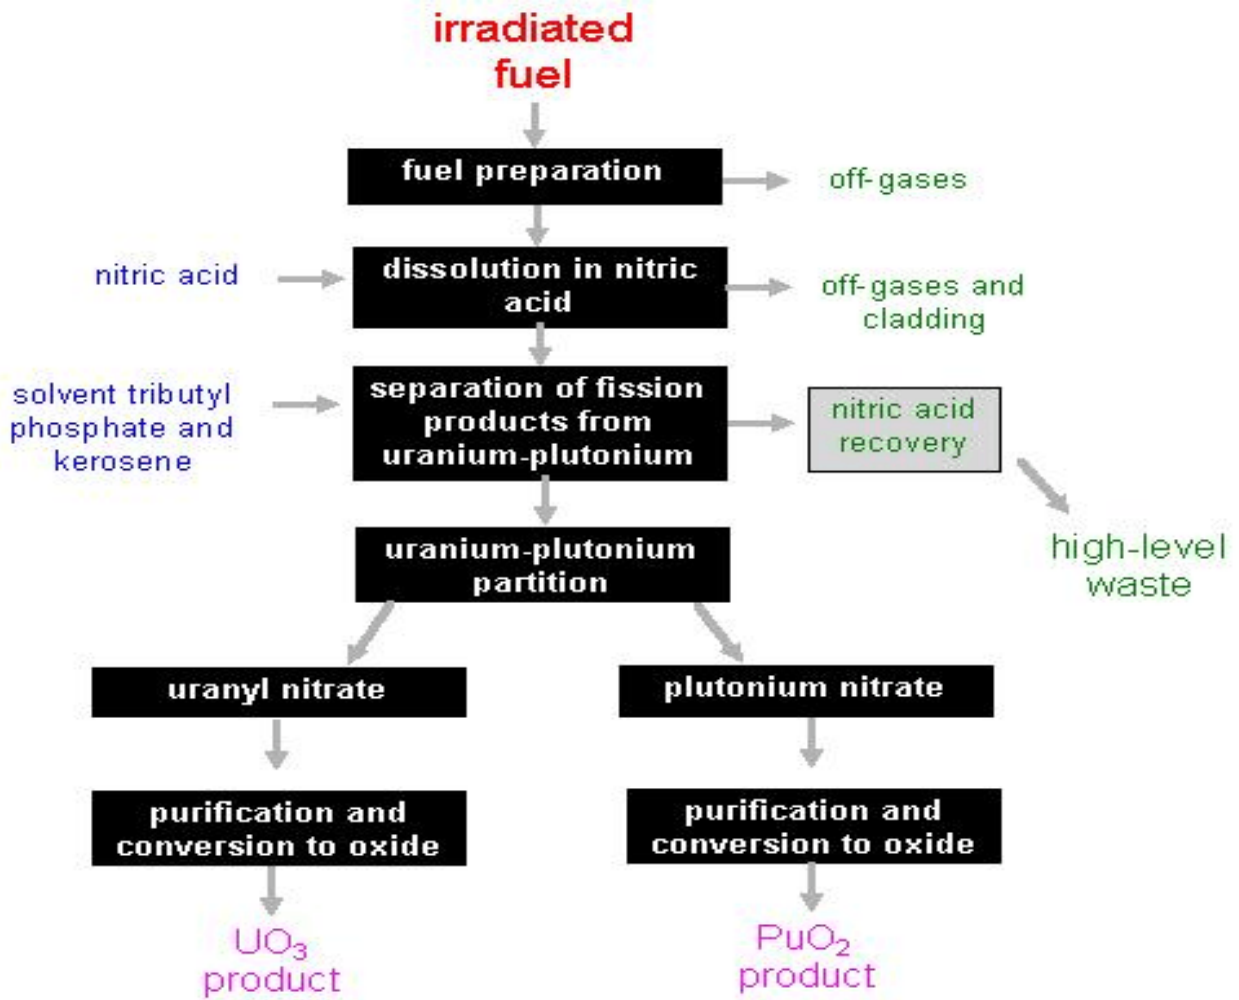 irradiated
fuel
fuel preparation
off-gases
nitric acid
dissolution in nitric
acid
off-gases and
cladding
solvent tributyl
phosphate and
kerosene
separation of fission
products from
uranium-plutonium
nitric acid
recovery
high-level
waste
uranium-plutonium
partition
uranyl nitrate
plutonium nitrate
purification and
conversion to oxide
purification and
conversion to oxide
UO₃
product
PuO₂
product